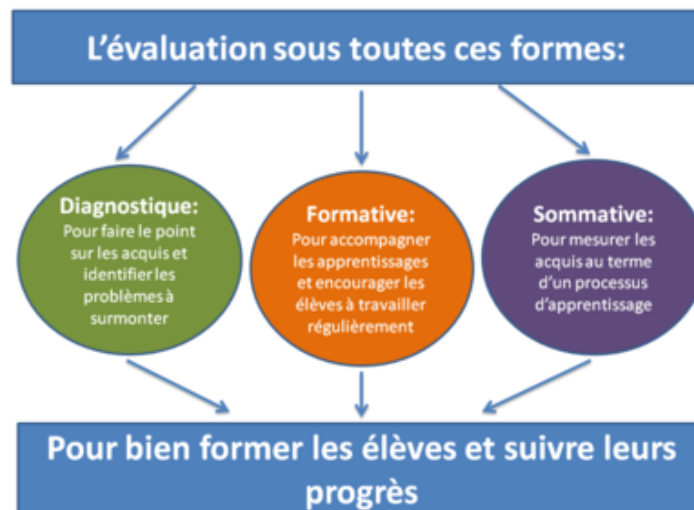 L'évaluation sous toutes ces formes:
Diagnostique:
Pour faire le point
sur les acquis et
identifier les
problèmes à
surmonter
Formative:
Pour accompagner
les apprentissages
et encourager les
élèves à travailler
régulièrement
Sommative:
Pour mesurer les
acquis au terme
d'un processus
d'apprentissage
Pour bien former les élèves et suivre leurs
progrès